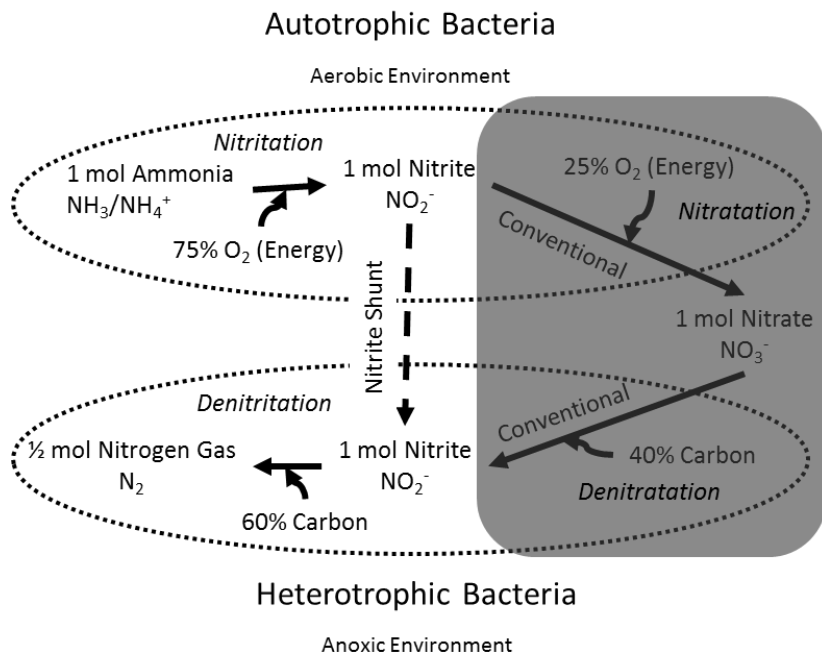 Autotrophic Bacteria
Aerobic Environment
Nitritation
1 mol Ammonia
NH₃/NH₄⁺
75% O₂ (Energy)
1 mol Nitrite
NO₂⁻
25% O₂ (Energy)
Nitratation
Conventional
1 mol Nitrate
NO₃⁻
Nitrite Shunt
Conventional
40% Carbon
Denitratation
Denitritation
½ mol Nitrogen Gas
N₂
1 mol Nitrite
NO₂⁻
60% Carbon
Heterotrophic Bacteria
Anoxic Environment